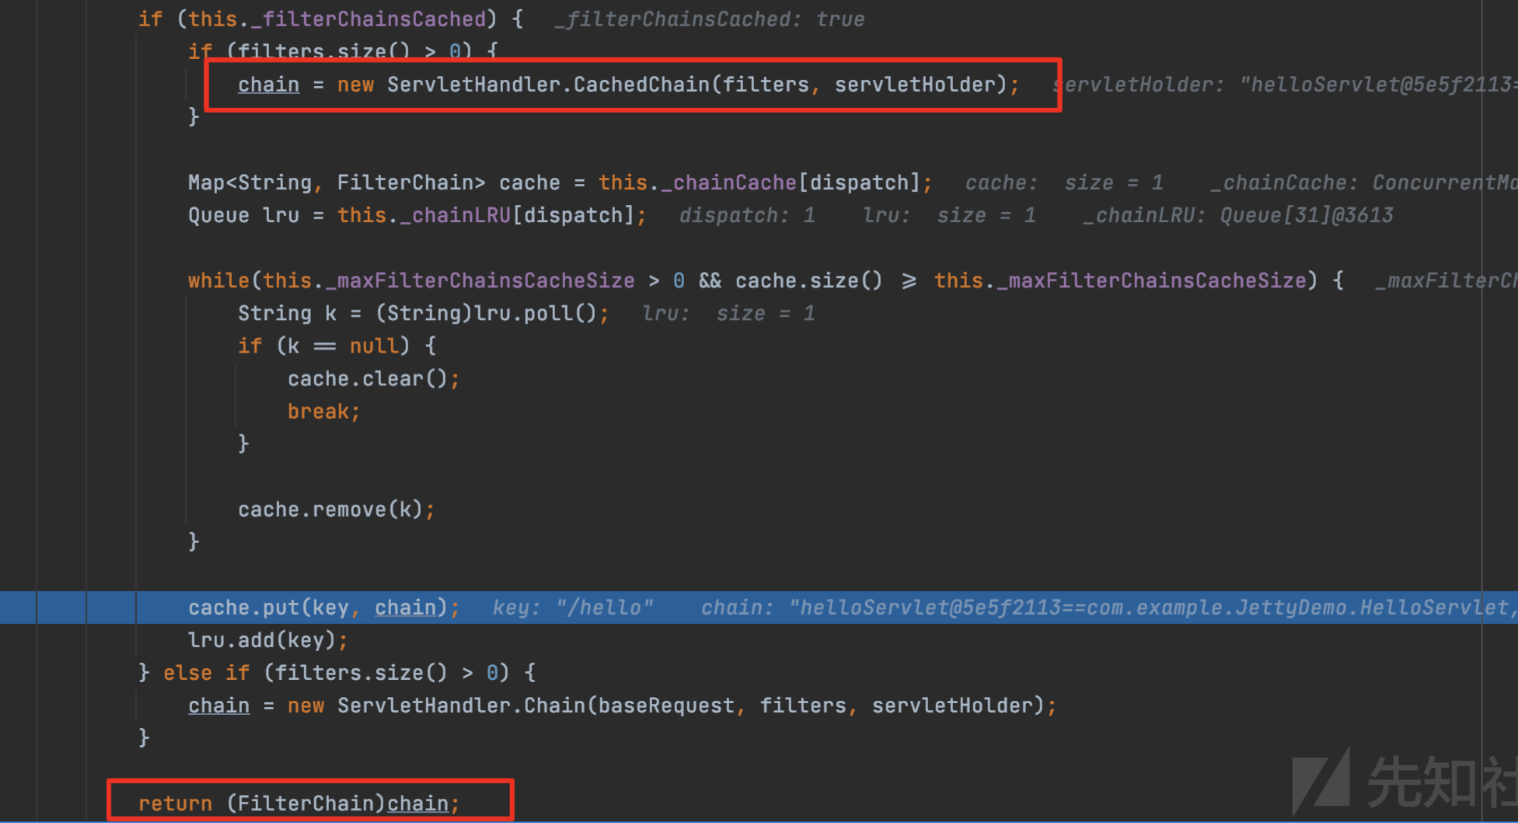 if (this._filterChainsCached) {   _filterChainsCached: true
if (filters.size() > 0) {
chain = new ServletHandler.CachedChain(filters, servletHolder);   servletHolder: "helloServlet@5e5f2113=
}
Map<String, FilterChain> cache = this._chainCache[dispatch];   cache:  size = 1    _chainCache: ConcurrentMa
Queue lru = this._chainLRU[dispatch];   dispatch: 1    lru:  size = 1    _chainLRU: Queue[31]@3613
while(this._maxFilterChainsCacheSize > 0 && cache.size() >= this._maxFilterChainsCacheSize) {   _maxFilterCh
String k = (String)lru.poll();   lru:  size = 1
if (k == null) {
cache.clear();
break;
}
cache.remove(k);
}
cache.put(key, chain);   key: "/hello"    chain: "helloServlet@5e5f2113==com.example.JettyDemo.HelloServlet,
lru.add(key);
} else if (filters.size() > 0) {
chain = new ServletHandler.Chain(baseRequest, filters, servletHolder);
}
return (FilterChain)chain;
先知社